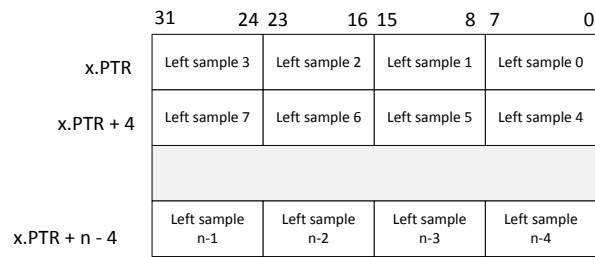 31 24 23 16 15 8 7 0
x.PTR Left sample 3 Left sample 2 Left sample 1 Left sample 0
x.PTR + 4 Left sample 7 Left sample 6 Left sample 5 Left sample 4
x.PTR + n - 4 Left sample n-1 Left sample n-2 Left sample n-3 Left sample n-4